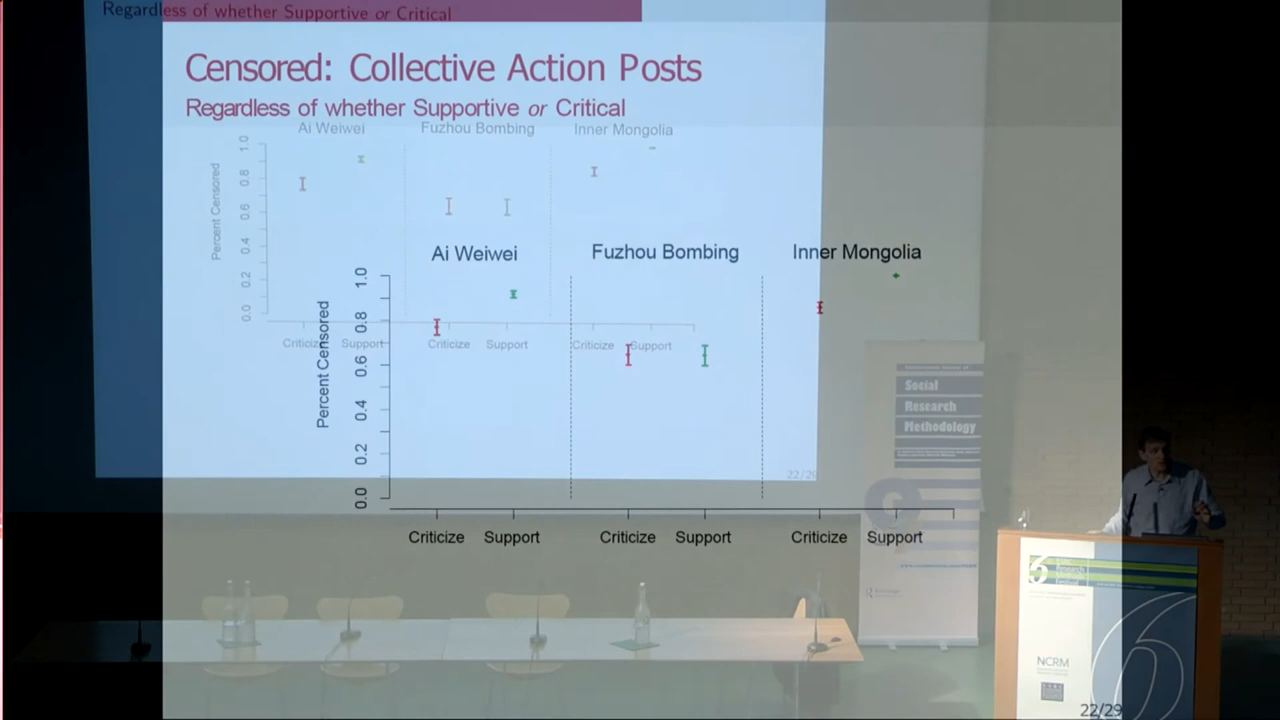 Regardless of whether Supportive or Critical
Censored: Collective Action Posts
Regardless of whether Supportive or Critical
Ai Weiwei Fuzhou Bombing Inner Mongolia
Percent Censored
0.0 0.2 0.4 0.6 0.8 1.0
Criticize Support Criticize Support Criticize Support
22/29
Ai Weiwei Fuzhou Bombing Inner Mongolia
Percent Censored
0.0 0.2 0.4 0.6 0.8 1.0
Criticize Support Criticize Support Criticize Support
Social
Research
Methodology
6
NCRM
22/29